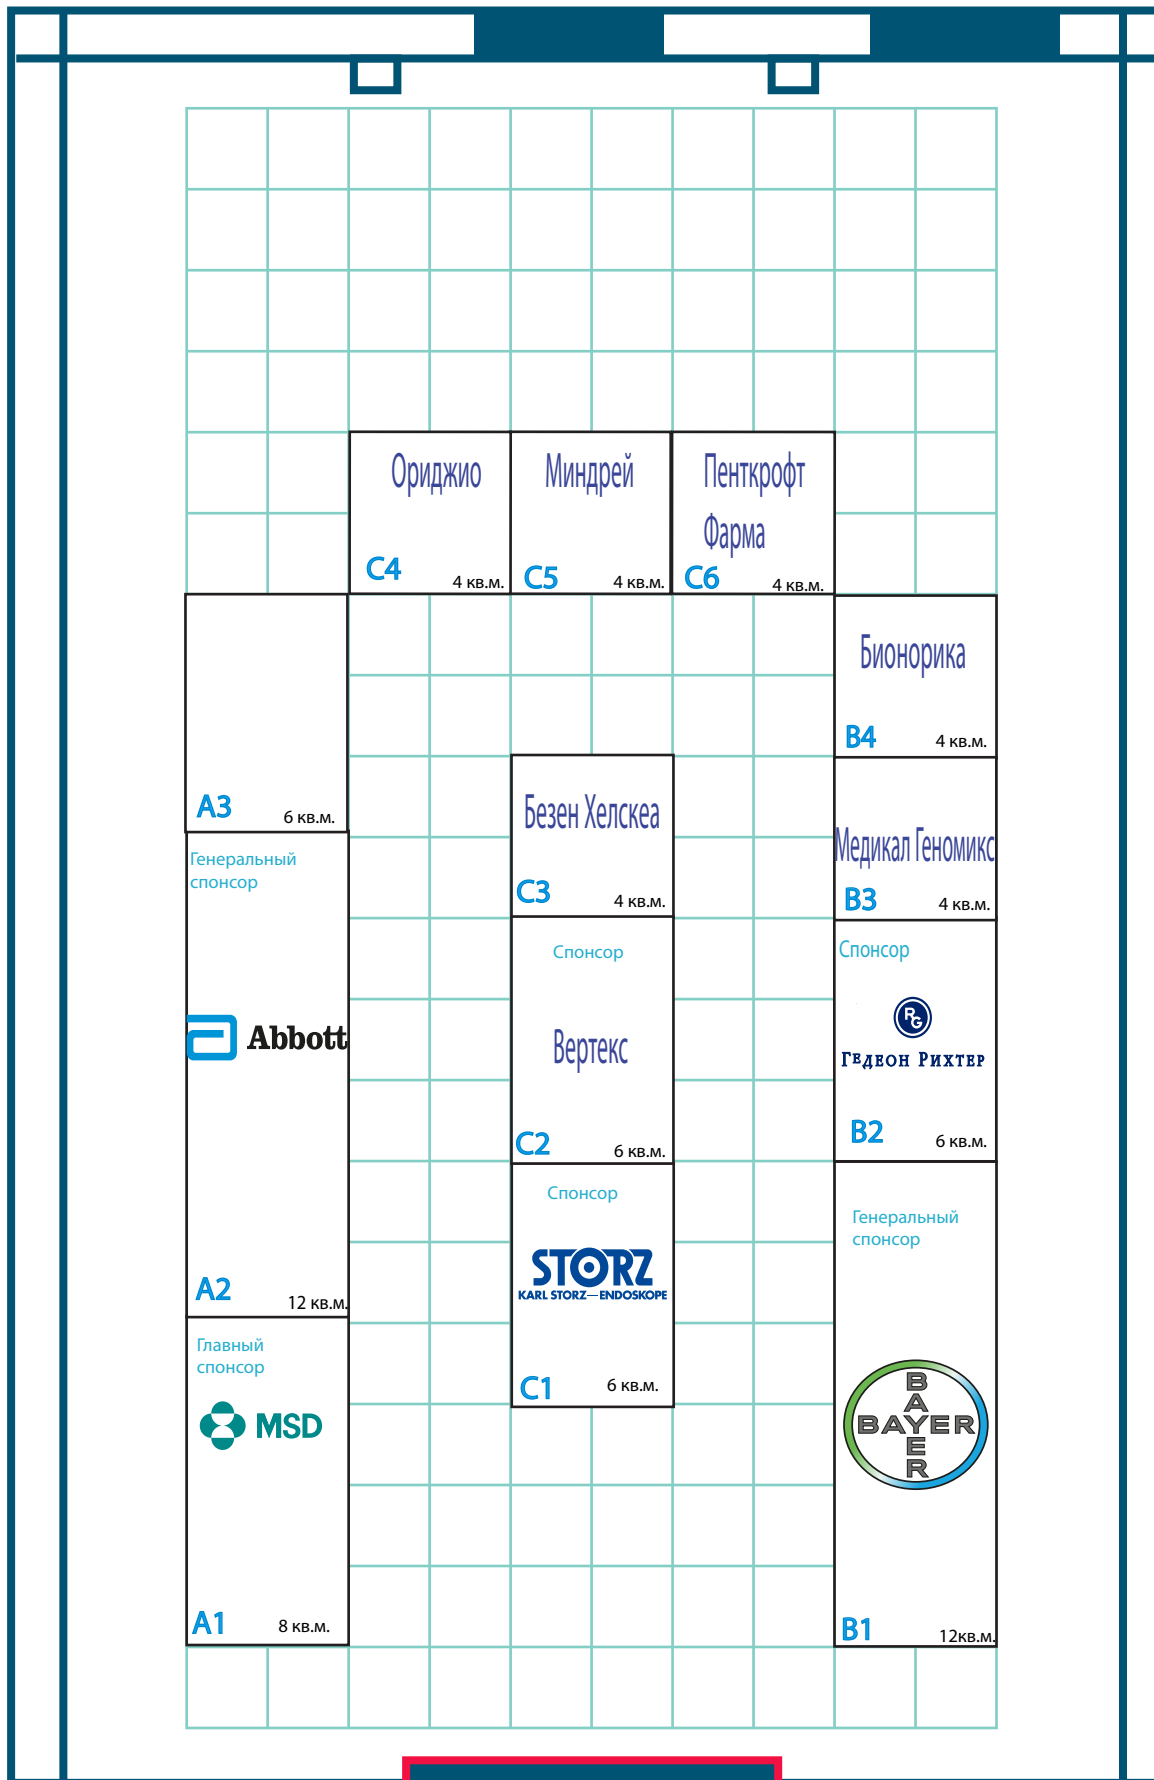 Ориджио
C4
4 кв.м.
Миндрей
C5
4 кв.м.
Пенткрофт
Фарма
C6
4 кв.м.
A3
6 кв.м.
Бионорика
B4
4 кв.м.
Безен Хелскеа
C3
4 кв.м.
Медикал Геномикс
B3
4 кв.м.
Генеральный
спонсор
Abbott
A2
12 кв.м.
Спонсор
Вертекс
C2
6 кв.м.
Спонсор
RG
Гедеон Рихтер
B2
6 кв.м.
Спонсор
STORZ
KARL STORZ—ENDOSKOPE
C1
6 кв.м.
Генеральный
спонсор
BAYER
BAYER
B1
12кв.м.
Главный
спонсор
MSD
A1
8 кв.м.